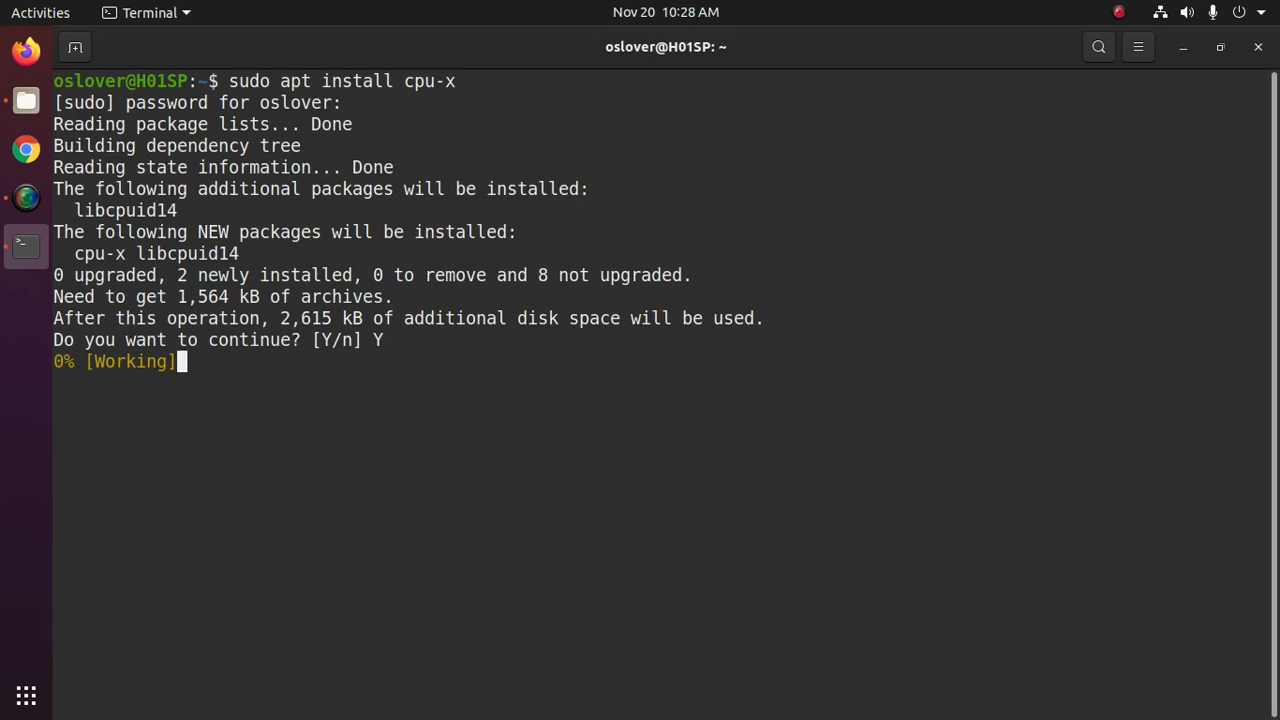 Activities Terminal Nov 20 10:28 AM
oslover@H01SP: ~
oslover@H01SP:~$ sudo apt install cpu-x
[sudo] password for oslover:
Reading package lists... Done
Building dependency tree
Reading state information... Done
The following additional packages will be installed:
libcpuid14
The following NEW packages will be installed:
cpu-x libcpuid14
0 upgraded, 2 newly installed, 0 to remove and 8 not upgraded.
Need to get 1,564 kB of archives.
After this operation, 2,615 kB of additional disk space will be used.
Do you want to continue? [Y/n] Y
0% [Working]